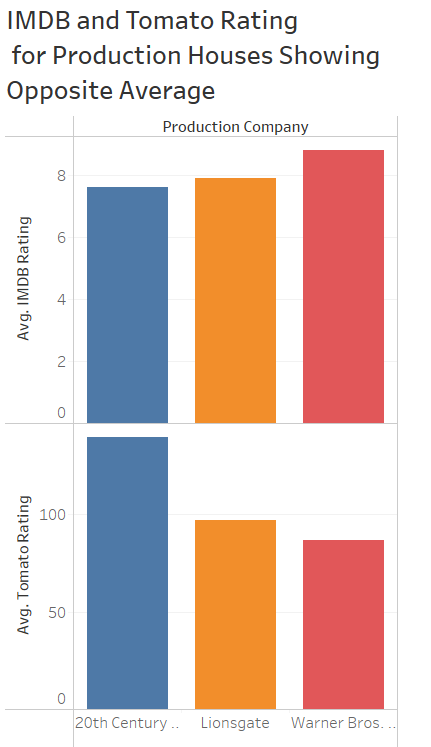 IMDB and Tomato Rating
for Production Houses Showing
Opposite Average
Production Company
Avg. IMDB Rating
8
6
4
2
0
Avg. Tomato Rating
100
50
0
20th Century ..
Lionsgate
Warner Bros. ..